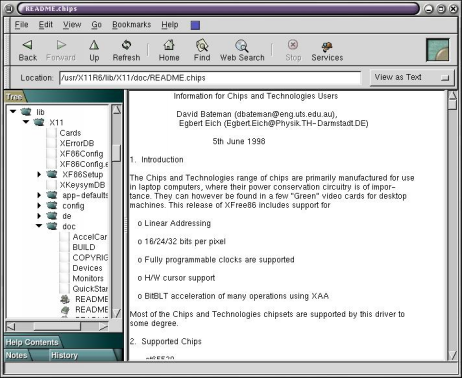 README.chips
File Edit View Go Bookmarks Help
Back Forward Up Refresh Home Find Web Search Stop Services
Location: /usr/X11R6/lib/X11/doc/README.chips View as Text
Tree
lib
X11
Cards
XErrorDB
XF86Config
XF86Config.e
XF86Setup
XKeysymDB
app-defaults
config
de
doc
AccelCar
BUILD
COPYRIG
Devices
Monitors
QuickStar
README
README
README
Help Contents
Notes History
Information for Chips and Technologies Users
David Bateman (dbateman@eng.uts.edu.au),
Egbert Eich (Egbert.Eich@Physik.TH-Darmstadt.DE)
5th June 1998
1. Introduction
The Chips and Technologies range of chips are primarily manufactured for use
in laptop computers, where their power conservation circuitry is of impor-
tance. They can however be found in a few "Green" video cards for desktop
machines. This release of XFree86 includes support for
o Linear Addressing
o 16/24/32 bits per pixel
o Fully programmable clocks are supported
o H/W cursor support
o BitBLT acceleration of many operations using XAA
Most of the Chips and Technologies chipsets are supported by this driver to
some degree.
2. Supported Chips
ct65520